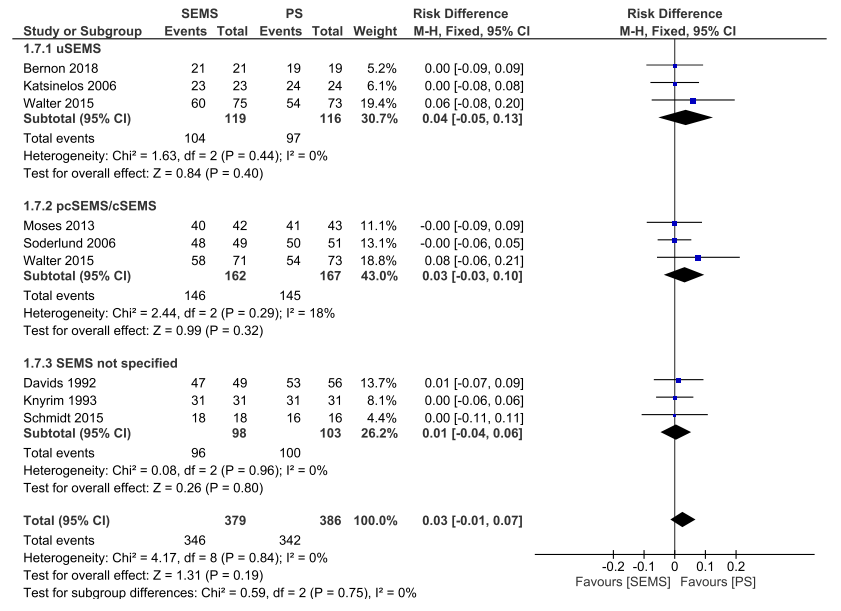 SEMS PS Risk Difference Risk Difference
Study or Subgroup Events Total Events Total Weight M-H, Fixed, 95% CI M-H, Fixed, 95% CI
1.7.1 uSEMS
Bernon 2018 21 21 19 19 5.2% 0.00 [-0.09, 0.09]
Katsinelos 2006 23 23 24 24 6.1% 0.00 [-0.08, 0.08]
Walter 2015 60 75 54 73 19.4% 0.06 [-0.08, 0.20]
Subtotal (95% CI) 119 116 30.7% 0.04 [-0.05, 0.13]
Total events 104 97
Heterogeneity: Chi² = 1.63, df = 2 (P = 0.44); I² = 0%
Test for overall effect: Z = 0.84 (P = 0.40)
1.7.2 pcSEMS/cSEMS
Moses 2013 40 42 41 43 11.1% -0.00 [-0.09, 0.09]
Soderlund 2006 48 49 50 51 13.1% -0.00 [-0.06, 0.05]
Walter 2015 58 71 54 73 18.8% 0.08 [-0.06, 0.21]
Subtotal (95% CI) 162 167 43.0% 0.03 [-0.03, 0.10]
Total events 146 145
Heterogeneity: Chi² = 2.44, df = 2 (P = 0.29); I² = 18%
Test for overall effect: Z = 0.99 (P = 0.32)
1.7.3 SEMS not specified
Davids 1992 47 49 53 56 13.7% 0.01 [-0.07, 0.09]
Knyrim 1993 31 31 31 31 8.1% 0.00 [-0.06, 0.06]
Schmidt 2015 18 18 16 16 4.4% 0.00 [-0.11, 0.11]
Subtotal (95% CI) 98 103 26.2% 0.01 [-0.04, 0.06]
Total events 96 100
Heterogeneity: Chi² = 0.08, df = 2 (P = 0.96); I² = 0%
Test for overall effect: Z = 0.26 (P = 0.80)
Total (95% CI) 379 386 100.0% 0.03 [-0.01, 0.07]
Total events 346 342
Heterogeneity: Chi² = 4.17, df = 8 (P = 0.84); I² = 0%
Test for overall effect: Z = 1.31 (P = 0.19)
Test for subgroup differences: Chi² = 0.59, df = 2 (P = 0.75), I² = 0%
-0.2 -0.1 0 0.1 0.2
Favours [SEMS] Favours [PS]